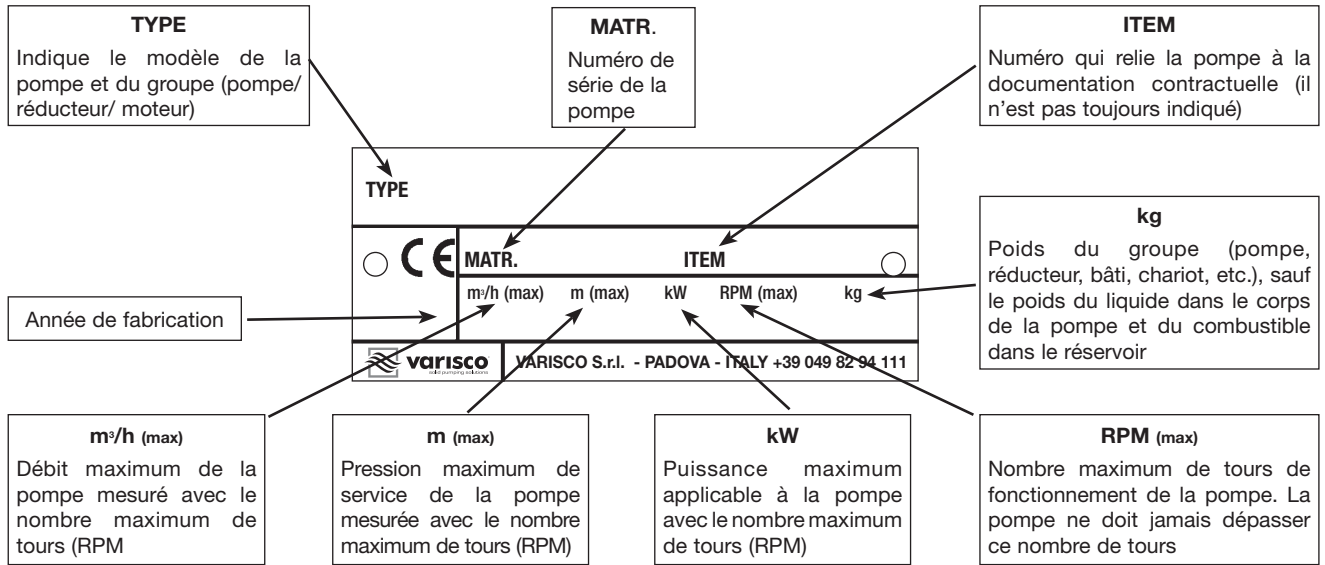 TYPE
Indique le modèle de la
pompe et du groupe (pompe/
réducteur/ moteur)
MATR.
Numéro de
série de la
pompe
ITEM
Numéro qui relie la pompe à la
documentation contractuelle (il
n'est pas toujours indiqué)
TYPE
CE
MATR. ITEM
m³/h (max) m (max) kW RPM (max) kg
varisco
solid pumping solutions
VARISCO S.r.l. - PADOVA - ITALY +39 049 82 94 111
Année de fabrication
kg
Poids du groupe (pompe,
réducteur, bâti, chariot, etc.), sauf
le poids du liquide dans le corps
de la pompe et du combustible
dans le réservoir
m³/h (max)
Débit maximum de la
pompe mesuré avec le
nombre maximum de
tours (RPM
m (max)
Pression maximum de
service de la pompe
mesurée avec le nombre
maximum de tours (RPM)
kW
Puissance maximum
applicable à la pompe
avec le nombre maximum
de tours (RPM)
RPM (max)
Nombre maximum de tours de
fonctionnement de la pompe. La
pompe ne doit jamais dépasser
ce nombre de tours